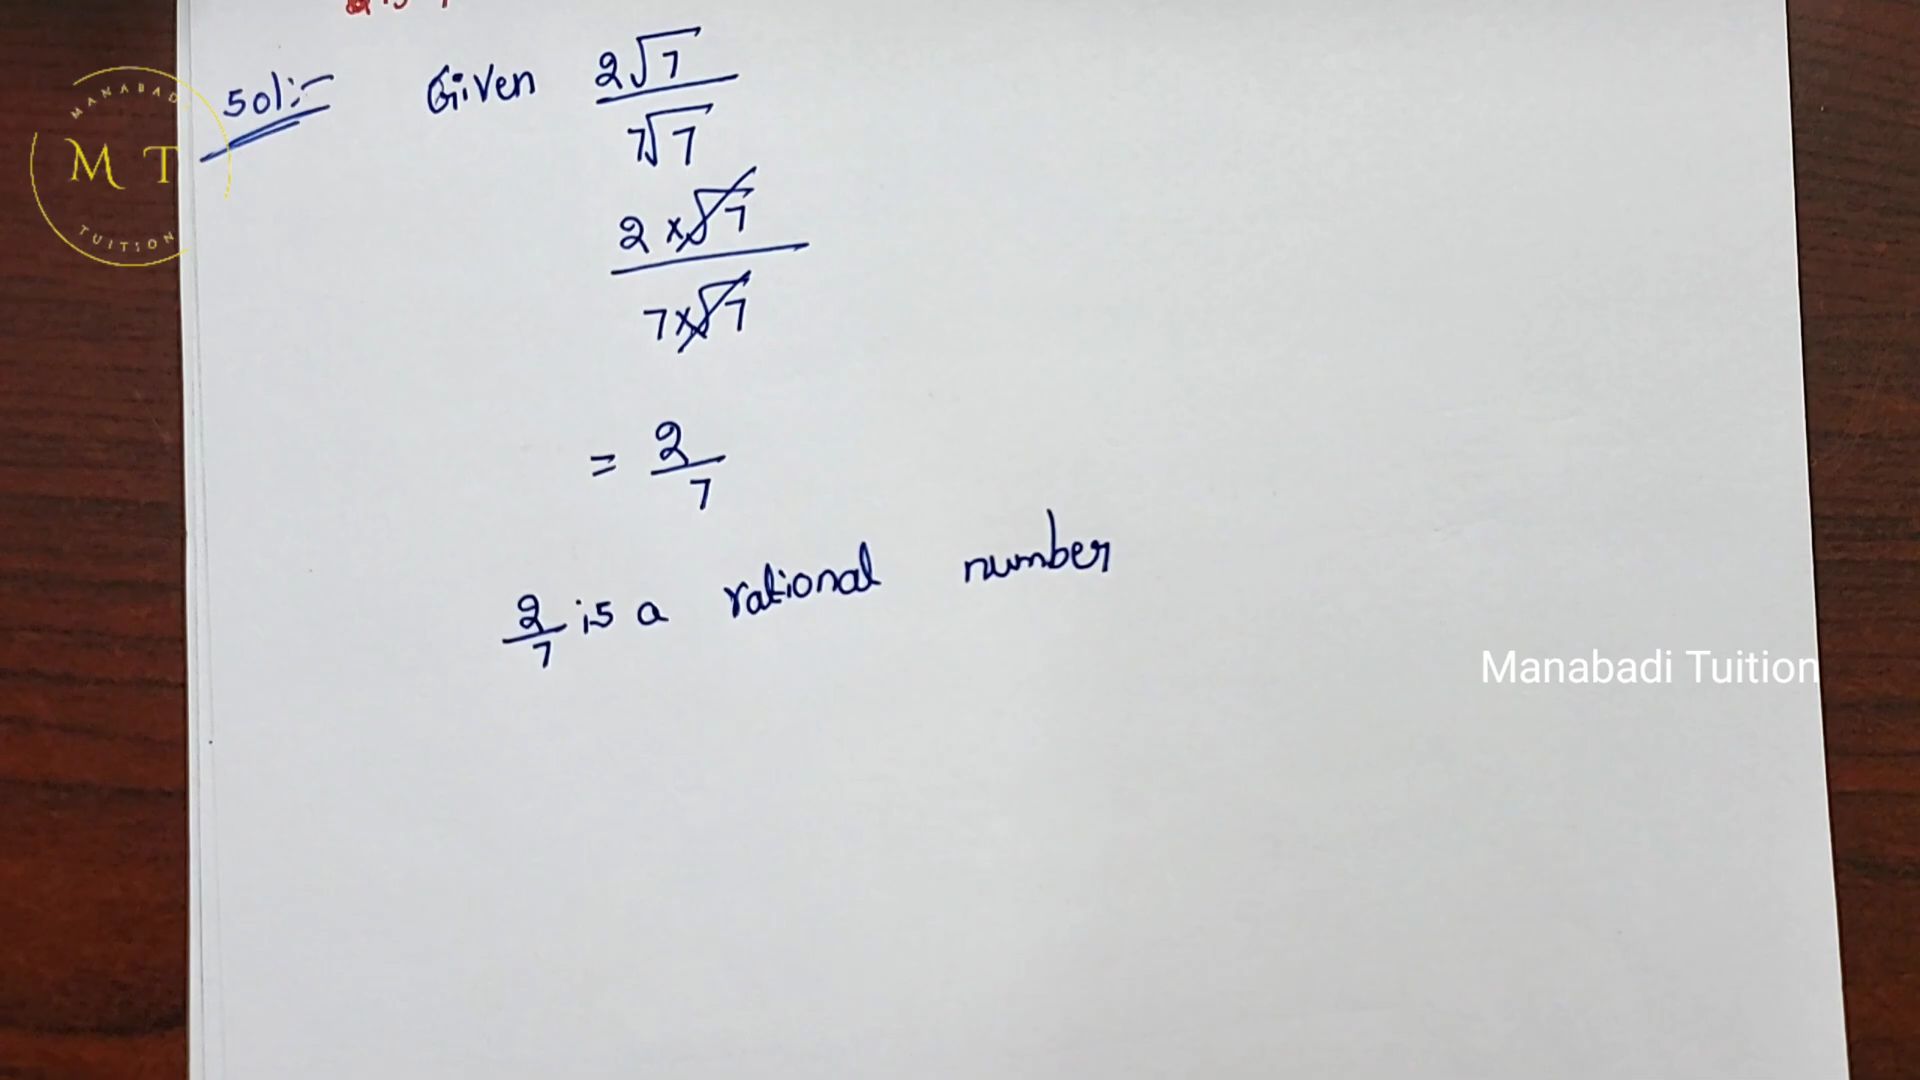 MANABADI
M T
TUITION
Sol:-
Given 2√7 / 7√7
2 × √7 / 7 × √7
= 2/7
2/7 is a rational number
Manabadi Tuition